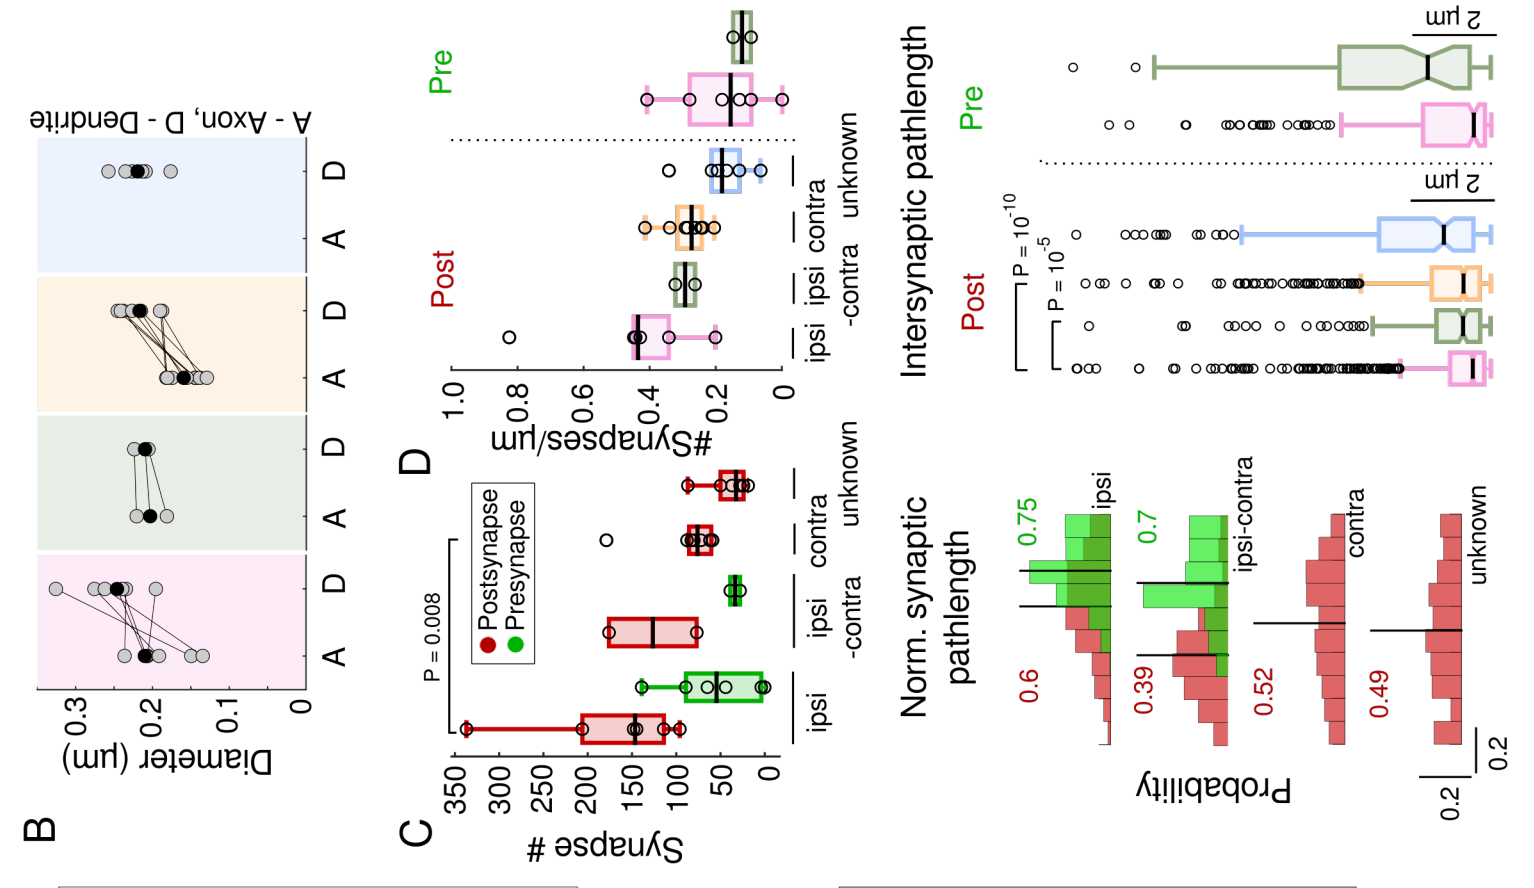 B
Diameter (µm)
0.3
0.2
0.1
0
A
D
A
D
A
D
A
D
A - Axon, D - Dendrite
C
Synapse #
350
300
250
200
150
100
50
0
P = 0.008
Postsynapse
Presynapse
ipsi
ipsi
-contra
contra
unknown
D
#Synapses/µm
1.0
0.8
0.6
0.4
0.2
0
Post
Pre
ipsi
ipsi
-contra
contra
unknown
Norm. synaptic
pathlength
Probability
0.6
0.75
ipsi
0.39
0.7
ipsi-contra
0.52
contra
0.49
unknown
0.2
0.2
Intersynaptic pathlength
Post
Pre
P = 10-10
P = 10-5
2 µm
2 µm